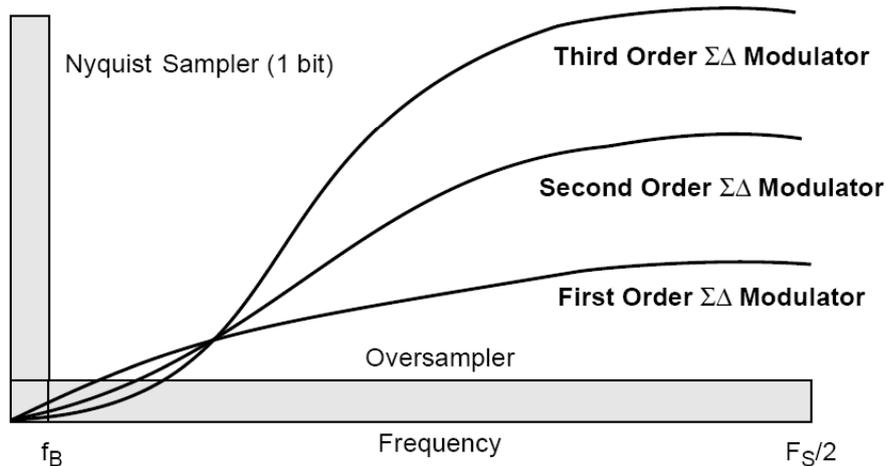 Nyquist Sampler (1 bit)
Third Order ΣΔ Modulator
Second Order ΣΔ Modulator
First Order ΣΔ Modulator
Oversampler
fB
Frequency
FS/2